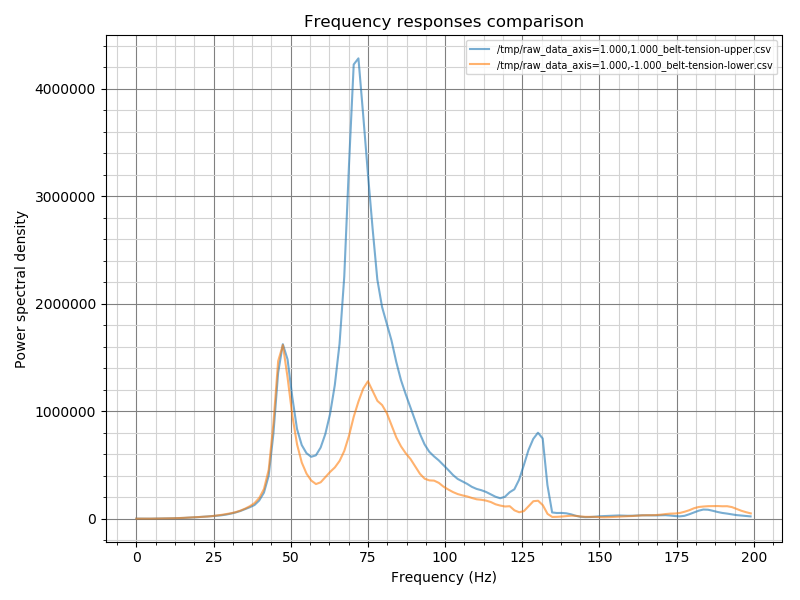 Frequency responses comparison
/tmp/raw_data_axis=1.000,1.000_belt-tension-upper.csv
/tmp/raw_data_axis=1.000,-1.000_belt-tension-lower.csv
Power spectral density
4000000
3000000
2000000
1000000
0
0 25 50 75 100 125 150 175 200
Frequency (Hz)